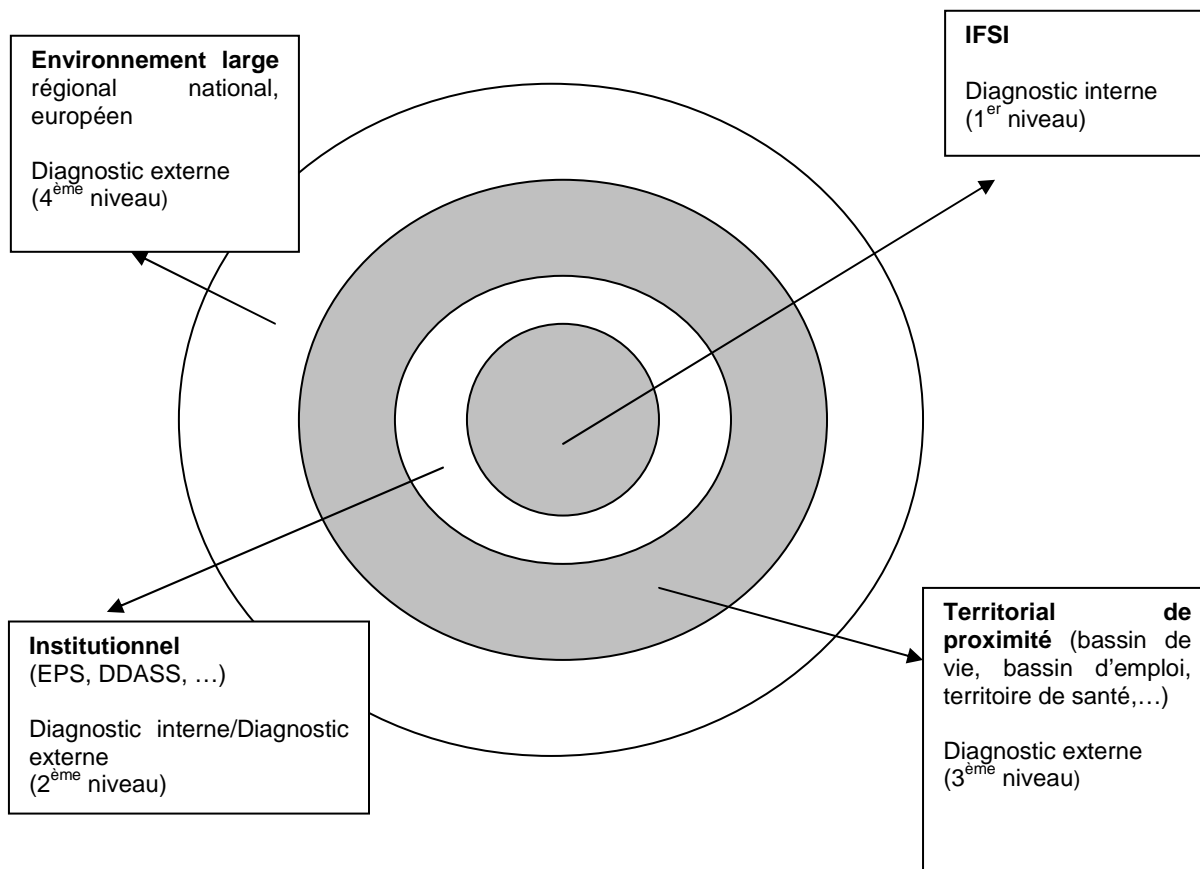 Environnement large
régional national,
européen
Diagnostic externe
(4ème niveau)
IFSI
Diagnostic interne
(1er niveau)
Institutionnel
(EPS, DDASS, …)
Diagnostic interne/Diagnostic
externe
(2ème niveau)
Territorial de
proximité (bassin de
vie, bassin d'emploi,
territoire de santé,…)
Diagnostic externe
(3ème niveau)